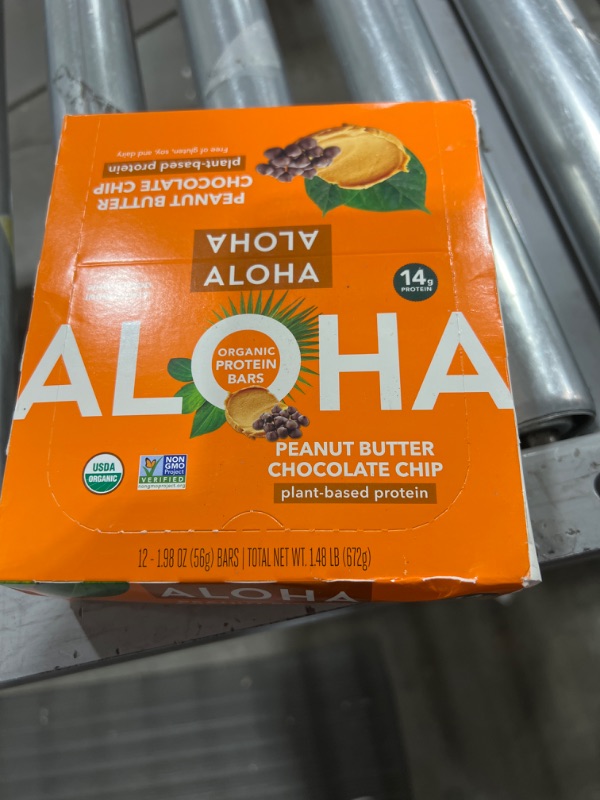 Free of gluten, soy, and dairy
plant-based protein
CHOCOLATE CHIP
PEANUT BUTTER
ALOHA
ALOHA
14g
PROTEIN
ALOHA
ORGANIC
PROTEIN
BARS
PEANUT BUTTER
CHOCOLATE CHIP
plant-based protein
USDA
ORGANIC
NON
GMO
Project
VERIFIED
nongmoproject.org
12 - 1.98 OZ (56g) BARS | TOTAL NET WT. 1.48 LB (672g)
ALOHA